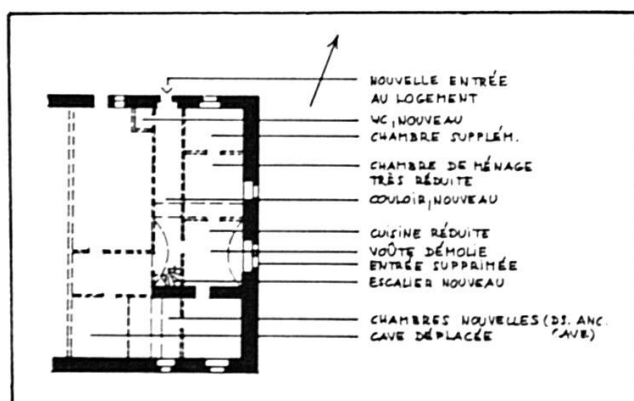 NOUVELLE ENTRÉE
AU LOGEMENT
WC, NOUVEAU
CHAMBRE SUPPLÉM.
CHAMBRE DE MÉNAGE
TRÈS RÉDUITE
COULOIR, NOUVEAU
CUISINE RÉDUITE
VOÛTE DÉMOLIE
ENTRÉE SUPPRIMÉE
ESCALIER NOUVEAU
CHAMBRES NOUVELLES (DS. ANC.
CAVE DÉPLACÉE CAVE)